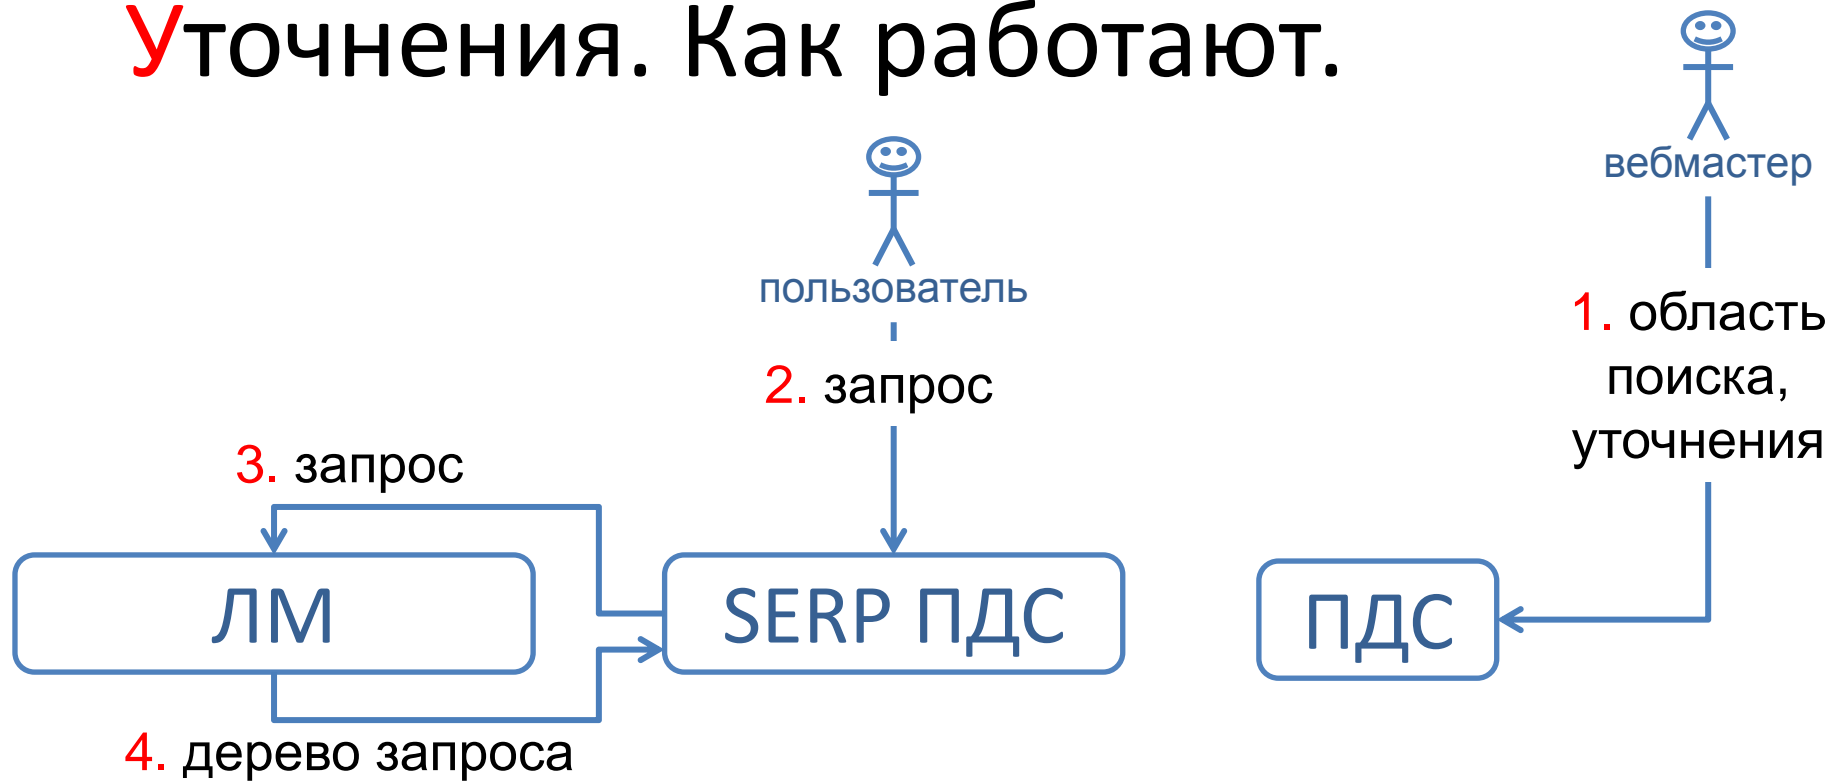 Уточнения. Как работают.
вебмастер
пользователь
1. область
поиска,
уточнения
2. запрос
3. запрос
ЛМ
SERP ПДС
ПДС
4. дерево запроса